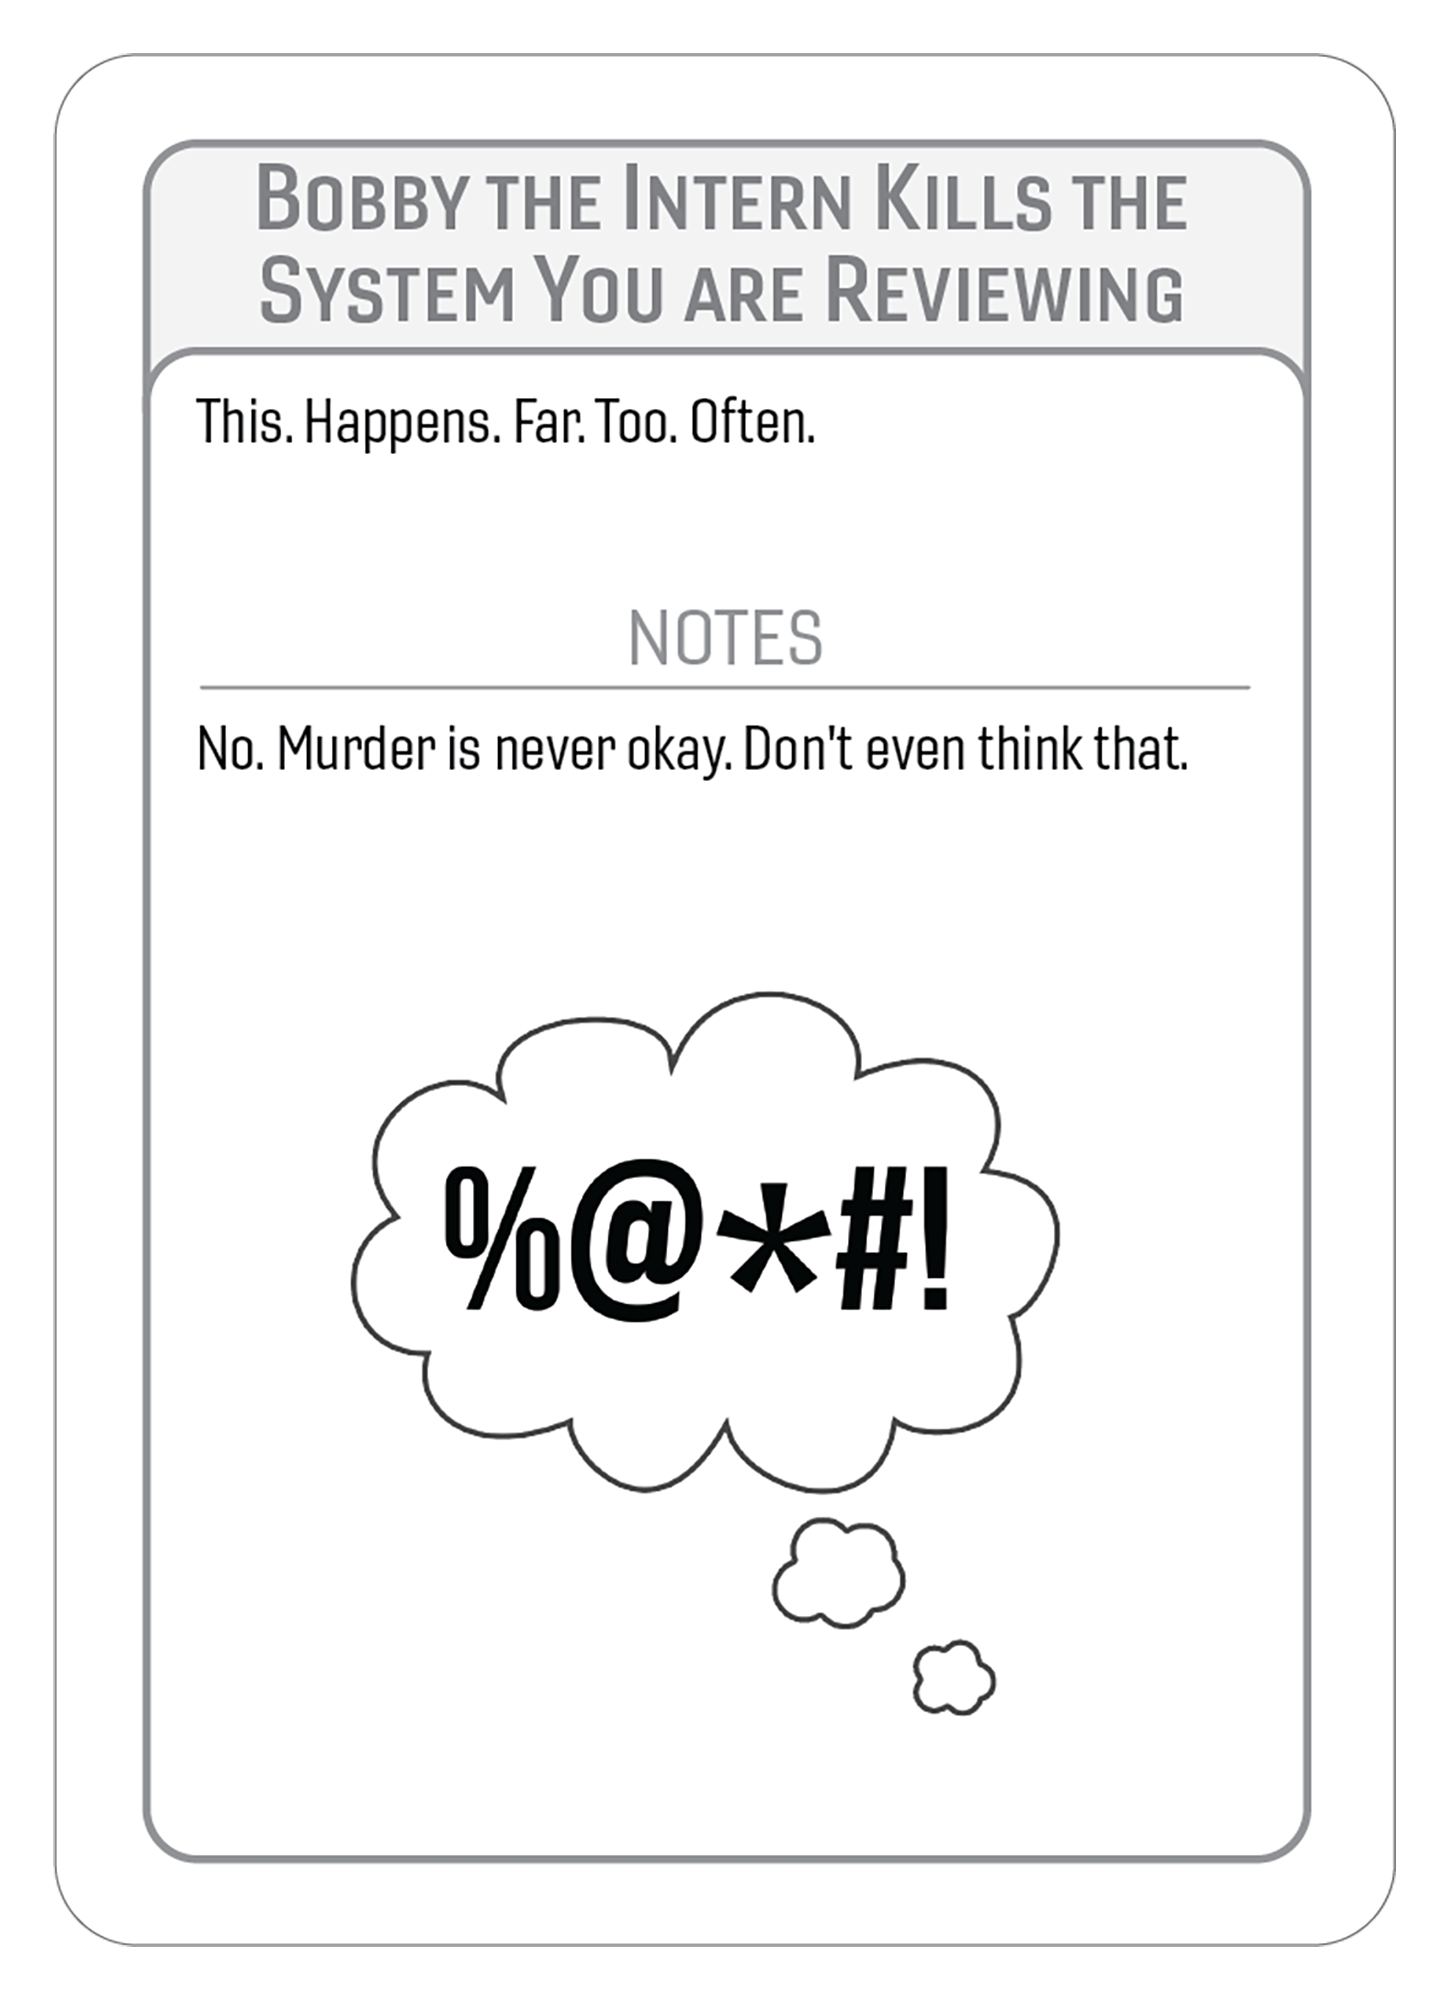 Bobby the Intern Kills the
System You are Reviewing
This. Happens. Far. Too. Often.
NOTES
No. Murder is never okay. Don't even think that.
%@*#!